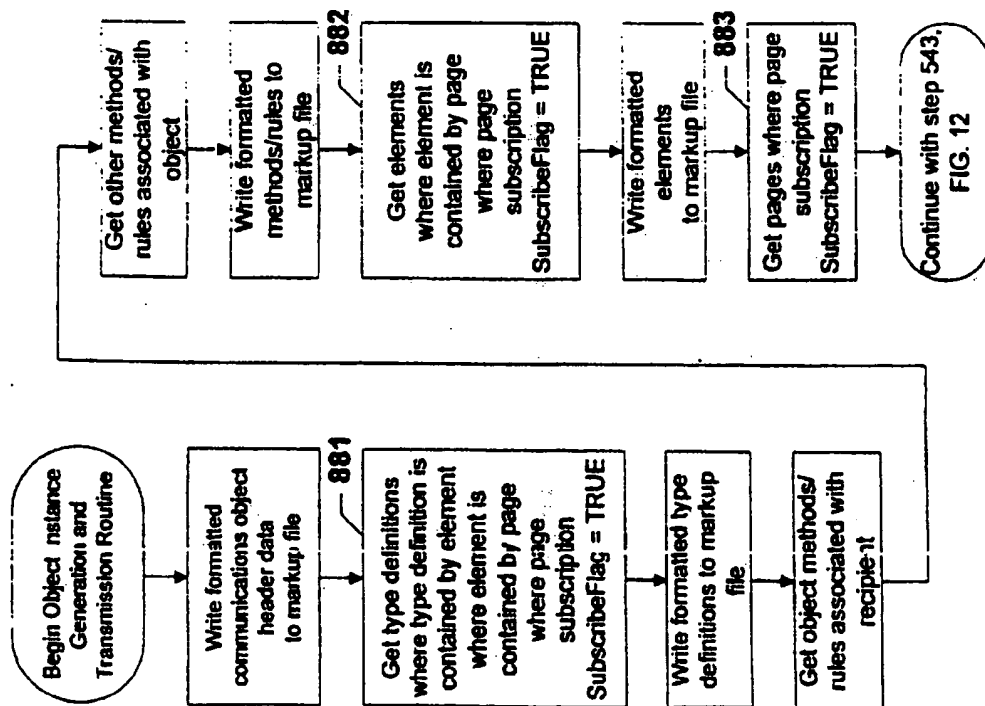 Begin Object nstance
Generation and
Transmission Routine
Write formatted
communications object
header data
to markup file
881
Get type definitions
where type definition is
contained by element
where element is
contained by page
where page
subscription
SubscribeFlag = TRUE
Write formatted type
definitions to markup
file
Get object methods/
rules associated with
recipient
Get other methods/
rules associated with
object
Write formatted
methods/rules to
markup file
882
Get elements
where element is
contained by page
where page
subscription
SubscribeFlag = TRUE
Write formatted
elements
to markup file
883
Get pages where page
subscription
SubscribeFlag = TRUE
Continue with step 543,
FIG. 12